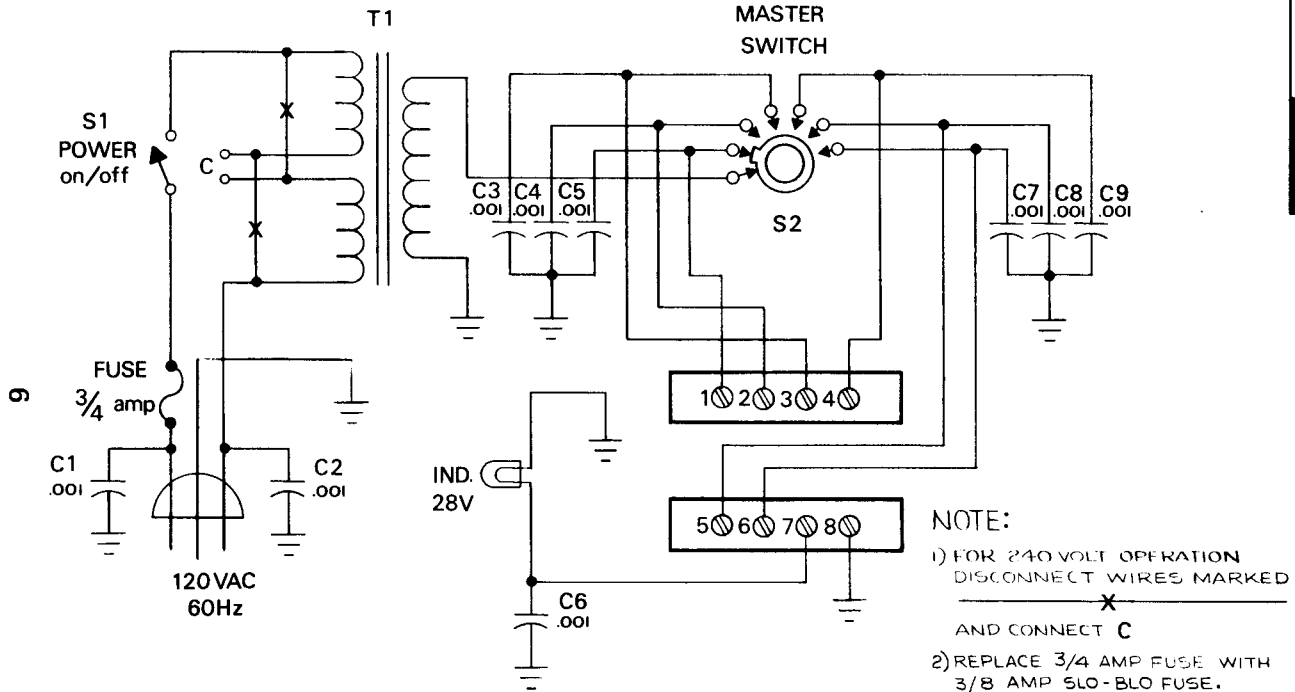 T1
MASTER
SWITCH
S1
POWER
on/off
C
C3
.001
C4
.001
C5
.001
S2
C7
.001
C8
.001
C9
.001
FUSE
3/4 amp
6
1 2 3 4
C1
.001
C2
.001
IND.
28V
5 6 7 8
120 VAC
60Hz
C6
.001
NOTE:
1) FOR 240 VOLT OPERATION
DISCONNECT WIRES MARKED
X
AND CONNECT C
2) REPLACE 3/4 AMP FUSE WITH
3/8 AMP SLO-BLO FUSE.